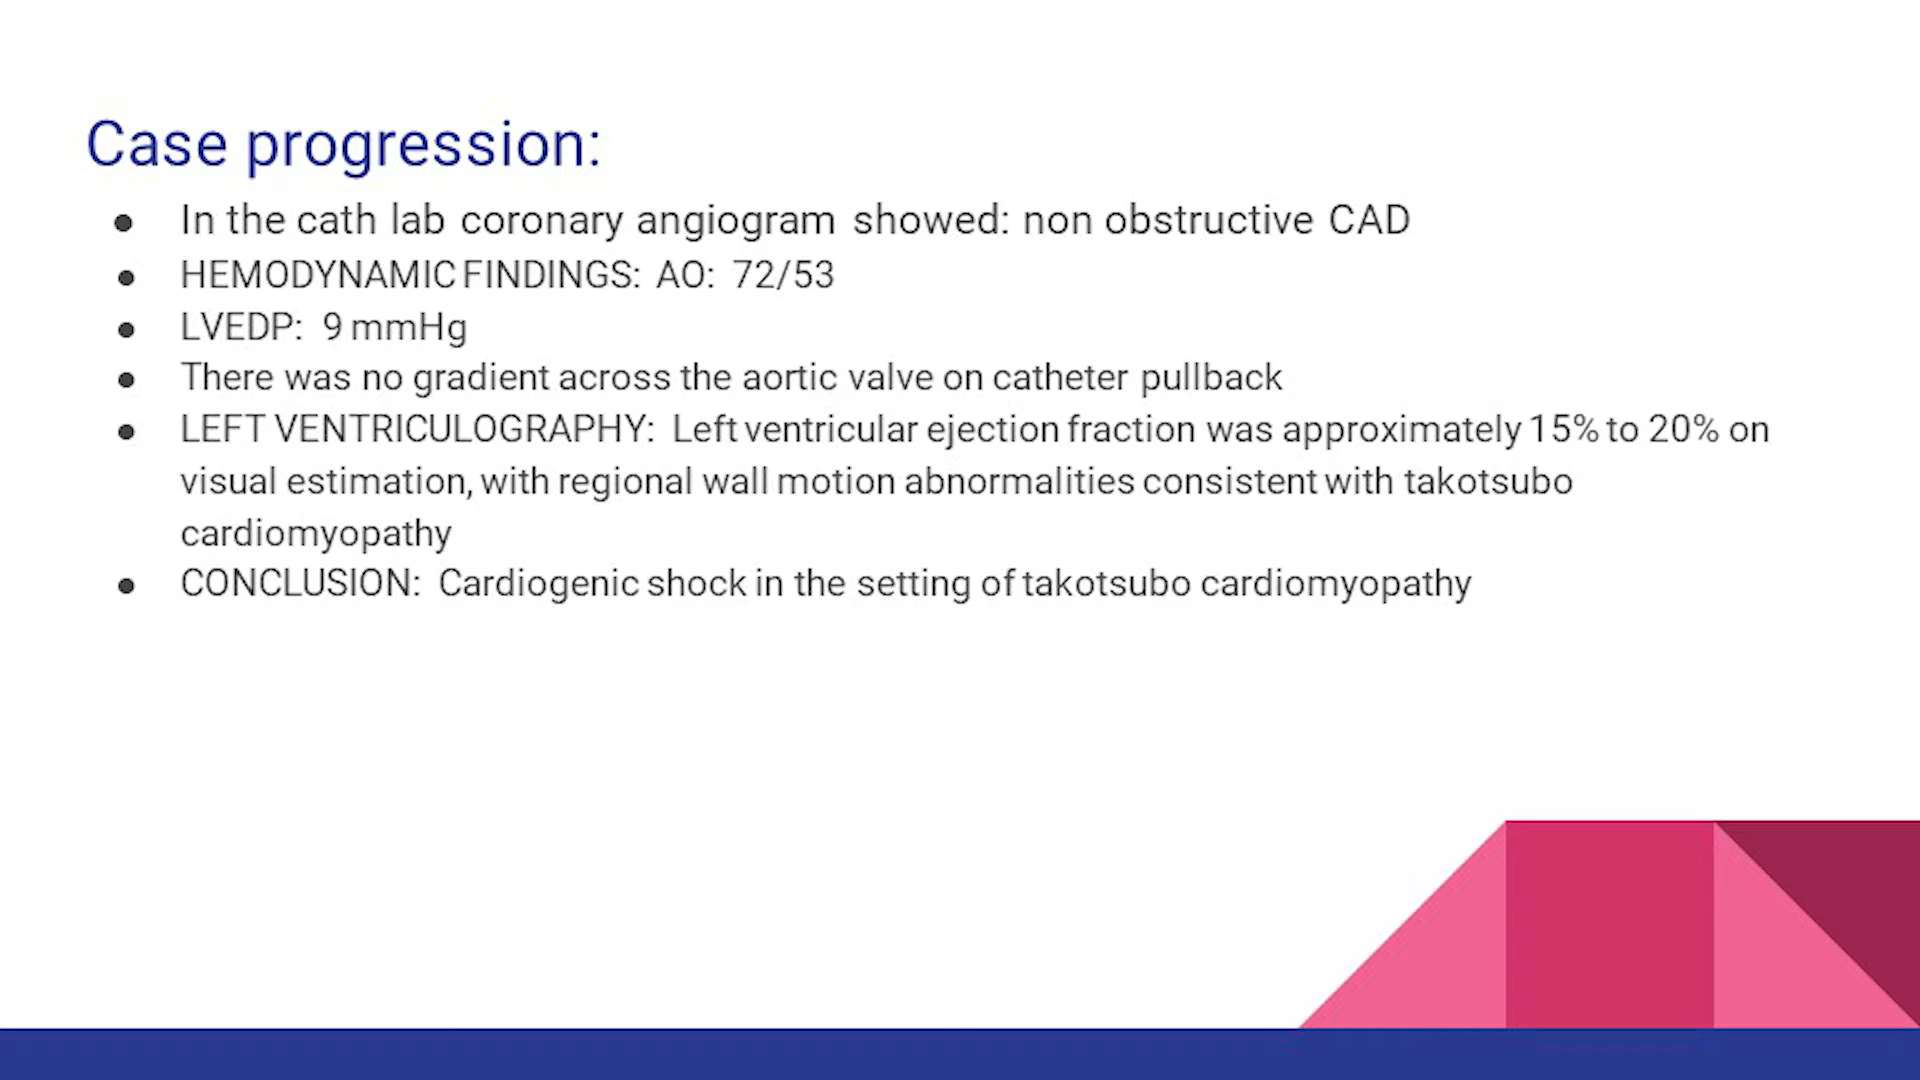 Case progression:
● In the cath lab coronary angiogram showed: non obstructive CAD
● HEMODYNAMIC FINDINGS: AO: 72/53
● LVEDP: 9 mmHg
● There was no gradient across the aortic valve on catheter pullback
● LEFT VENTRICULOGRAPHY: Left ventricular ejection fraction was approximately 15% to 20% on
visual estimation, with regional wall motion abnormalities consistent with takotsubo
cardiomyopathy
● CONCLUSION: Cardiogenic shock in the setting of takotsubo cardiomyopathy